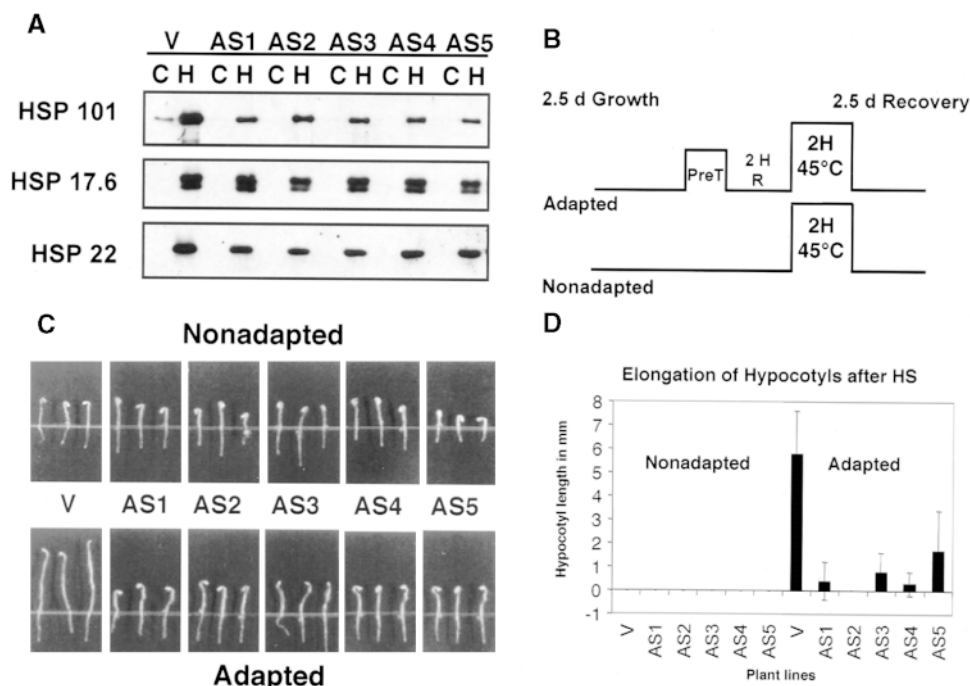 A
V AS1 AS2 AS3 AS4 AS5
C H C H C H C H C H C H
HSP 101
HSP 17.6
HSP 22
B
2.5 d Growth 2.5 d Recovery
PreT
2 H
R
2H
45°C
Adapted
2H
45°C
Nonadapted
C
Nonadapted
V AS1 AS2 AS3 AS4 AS5
Adapted
D
Elongation of Hypocotyls after HS
Hypocotyl length in mm
8
7
6
5
4
3
2
1
0
-1
Nonadapted Adapted
V AS1 AS2 AS3 AS4 AS5 V AS1 AS2 AS3 AS4 AS5
Plant lines